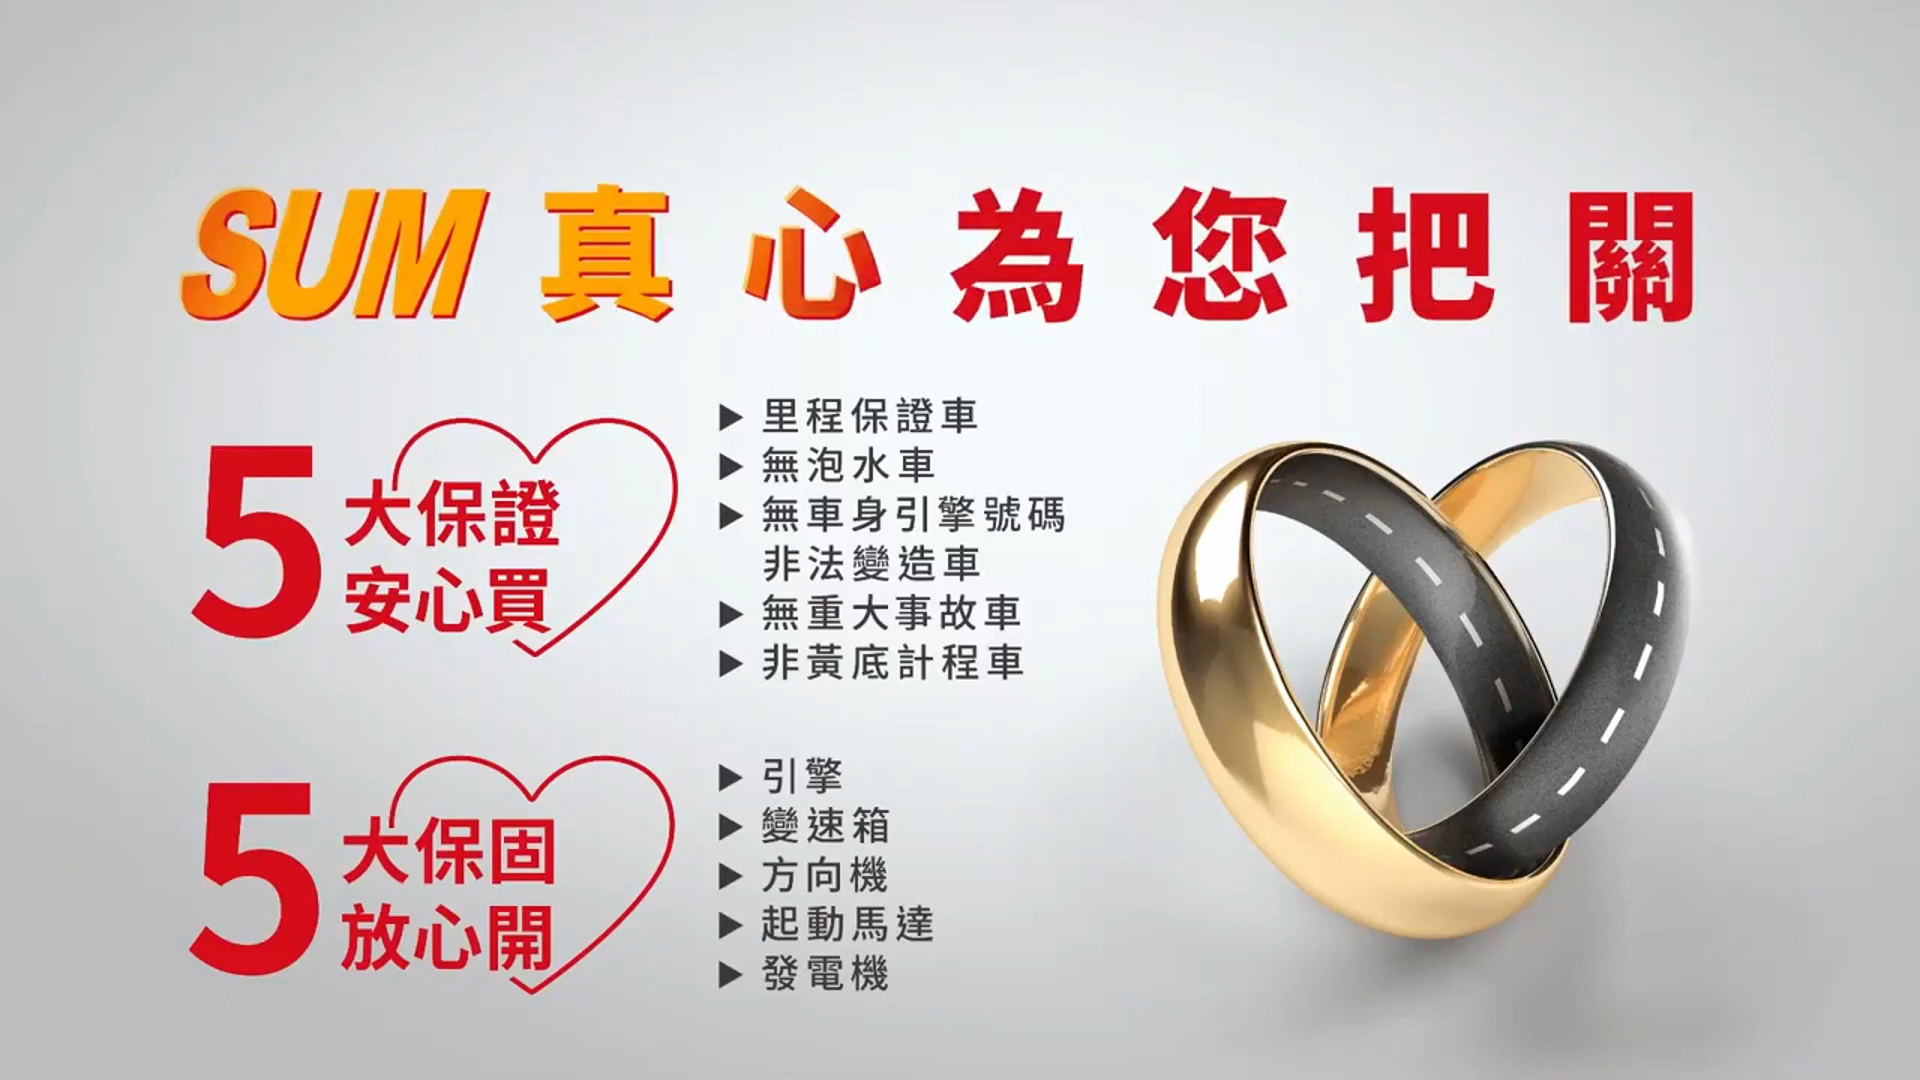 SUM 真心為您把關
5大保證
安心買
▶ 里程保證車
▶ 無泡水車
▶ 無車身引擎號碼
非法變造車
▶ 無重大事故車
▶ 非黃底計程車
5大保固
放心開
▶ 引擎
▶ 變速箱
▶ 方向機
▶ 起動馬達
▶ 發電機